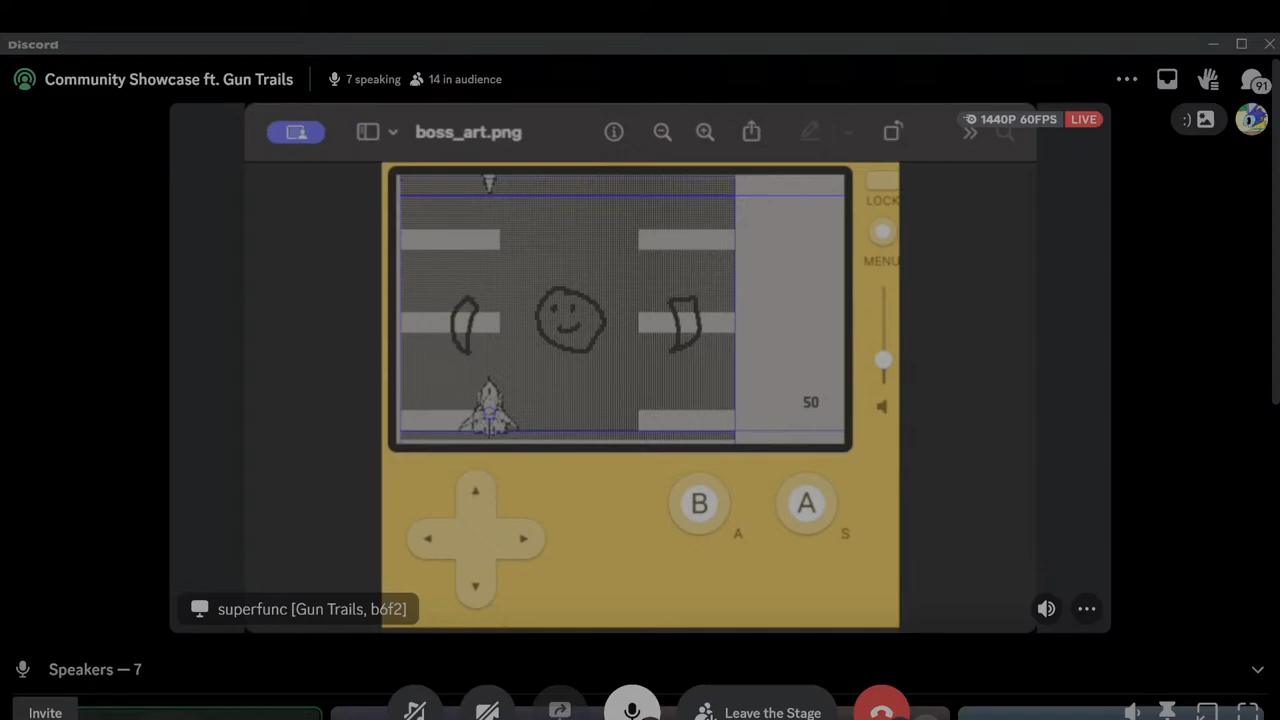 Discord
Community Showcase ft. Gun Trails
7 speaking
14 in audience
91
boss_art.png
1440P 60FPS
LIVE
:)
LOCK
MENU
50
B
A
A
S
superfunc [Gun Trails, b6f2]
Speakers — 7
Invite
Leave the Stage